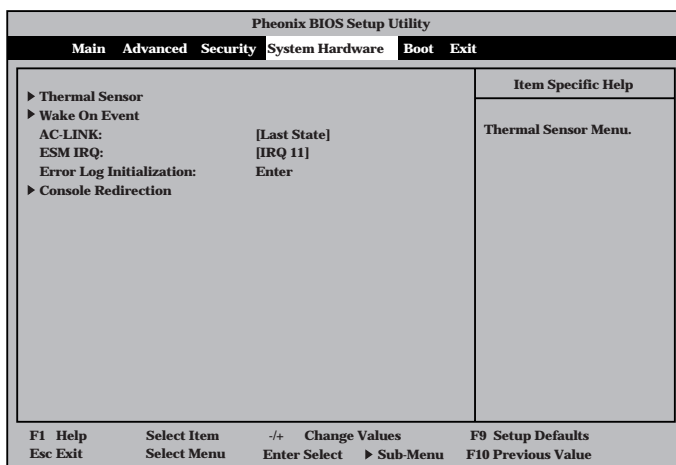 Pheonix BIOS Setup Utility
Main Advanced Security System Hardware Boot Exit
Item Specific Help
Thermal Sensor Menu.
▶ Thermal Sensor
▶ Wake On Event
AC-LINK: [Last State]
ESM IRQ: [IRQ 11]
Error Log Initialization: Enter
▶ Console Redirection
F1 Help Select Item -/+ Change Values F9 Setup Defaults
Esc Exit Select Menu Enter Select ▶ Sub-Menu F10 Previous Value